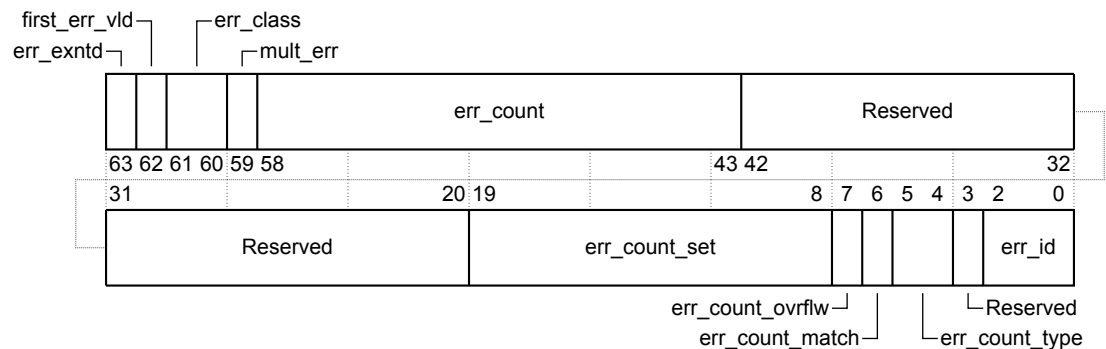 first_err_vld err_class
err_exntd mult_err
err_count Reserved
63 62 61 60 59 58 43 42 32
31 20 19 8 7 6 5 4 3 2 0
Reserved err_count_set err_id
err_count_ovrflw Reserved
err_count_match err_count_type